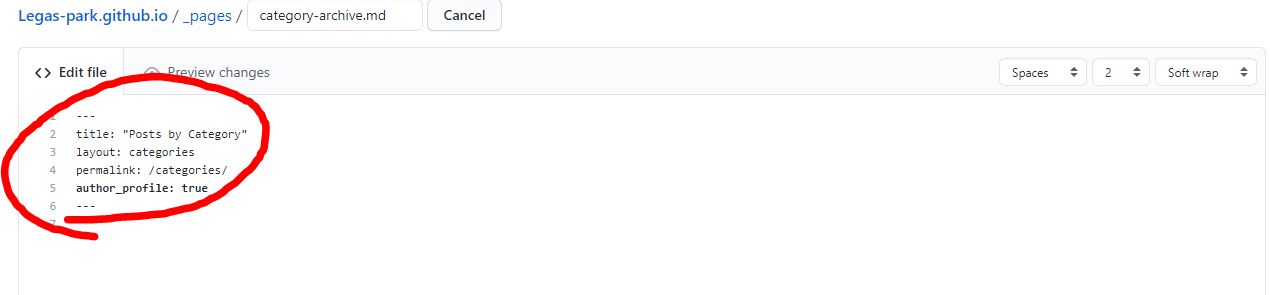 Legas-park.github.io / _pages / category-archive.md Cancel
Edit file Preview changes Spaces 2 Soft wrap
1 ---
2 title: "Posts by Category"
3 layout: categories
4 permalink: /categories/
5 author_profile: true
6 ---
7